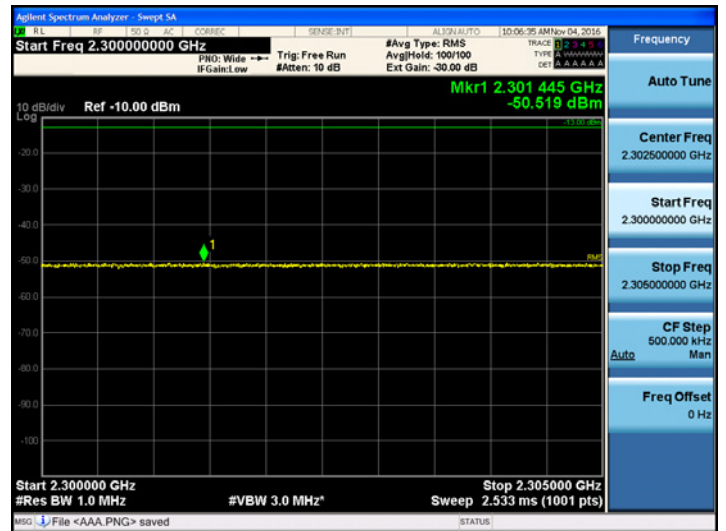 Agilent Spectrum Analyzer - Swept SA
RL RF 50 Ω AC CORREC SENSE:INT ALIGN AUTO 10:06:35 AM Nov 04, 2016
Start Freq 2.300000000 GHz
PNO: Wide
IFGain:Low
Trig: Free Run
#Atten: 10 dB
#Avg Type: RMS
Avg|Hold: 100/100
Ext Gain: -30.00 dB
TRACE 1 2 3 4 5 6
TYPE A WWWWW
DET A A A A A A
Mkr1 2.301 445 GHz
-50.519 dBm
10 dB/div Ref -10.00 dBm
Log
-13.00 dBm
-20.0
-30.0
-40.0
1
-50.0
RMS
-60.0
-70.0
-80.0
-90.0
-100
Start 2.300000 GHz Stop 2.305000 GHz
#Res BW 1.0 MHz #VBW 3.0 MHz* Sweep 2.533 ms (1001 pts)
MSG File <AAA.PNG> saved STATUS
Frequency
Auto Tune
Center Freq
2.302500000 GHz
Start Freq
2.300000000 GHz
Stop Freq
2.305000000 GHz
CF Step
500.000 kHz
Auto Man
Freq Offset
0 Hz